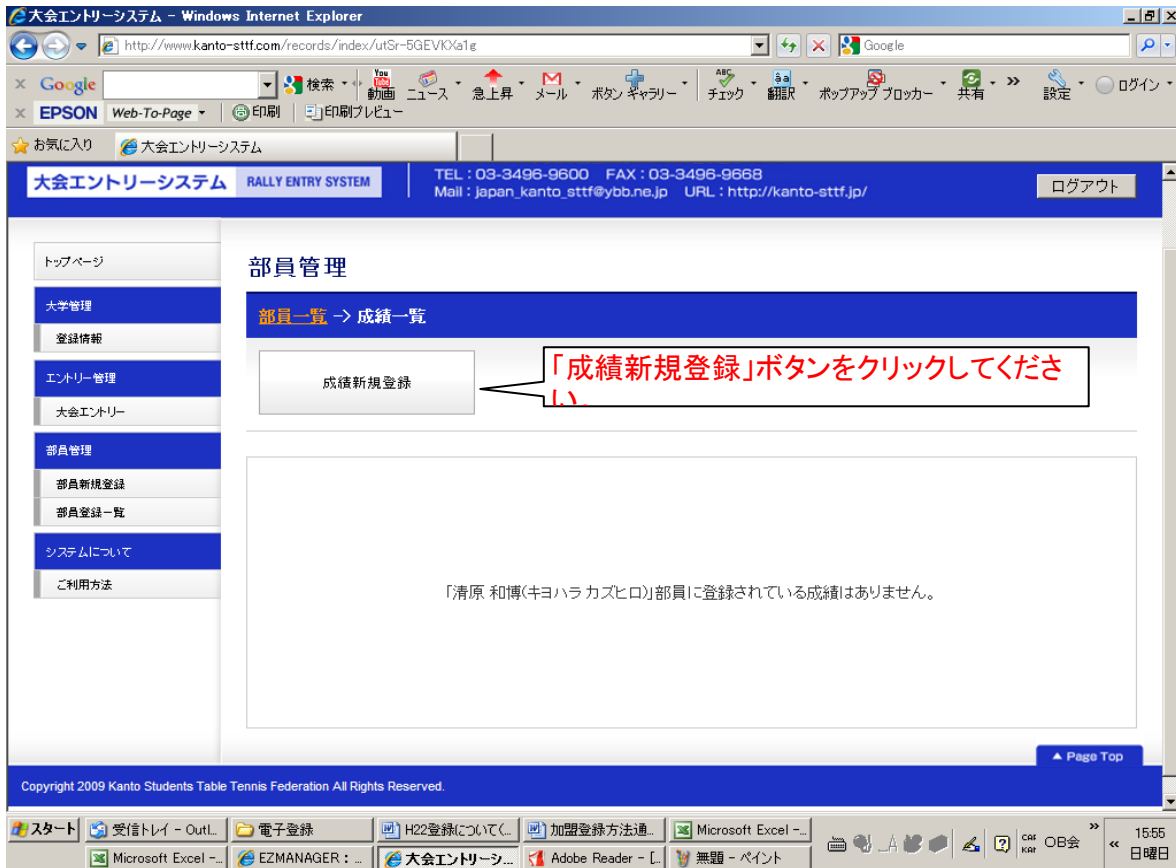 大会エントリーシステム - Windows Internet Explorer
http://www.kanto-sttf.com/records/index/utSr-5GEVKXa1g
Google
Google
検索
You Tube 動画
ニュース
急上昇
メール
ボタン ギャラリー
ABC チェック
翻訳
ポップアップ ブロッカー
共有
»
設定
ログイン
EPSON Web-To-Page
印刷
印刷プレビュー
お気に入り
大会エントリーシステム
大会エントリーシステム RALLY ENTRY SYSTEM
TEL : 03-3496-9600 FAX : 03-3496-9668
Mail : japan_kanto_sttf@ybb.ne.jp URL : http://kanto-sttf.jp/
ログアウト
トップページ
大学管理
登録情報
エントリー管理
大会エントリー
部員管理
部員新規登録
部員登録一覧
システムについて
ご利用方法
部員管理
部員一覧 -> 成績一覧
成績新規登録
「成績新規登録」ボタンをクリックしてくださ
い。
「清原 和博(キヨハラ カズヒロ)」部員に登録されている成績はありません。
▲ Page Top
Copyright 2009 Kanto Students Table Tennis Federation All Rights Reserved.
スタート
受信トレイ - Outl...
電子登録
H22登録について(...
加盟登録方法通...
Microsoft Excel -...
Microsoft Excel -...
EZMANAGER : ...
大会エントリーシ...
Adobe Reader - [...
無題 - ペイント
A
CAPS
KANA
OB会
»
«
15:55
日曜日